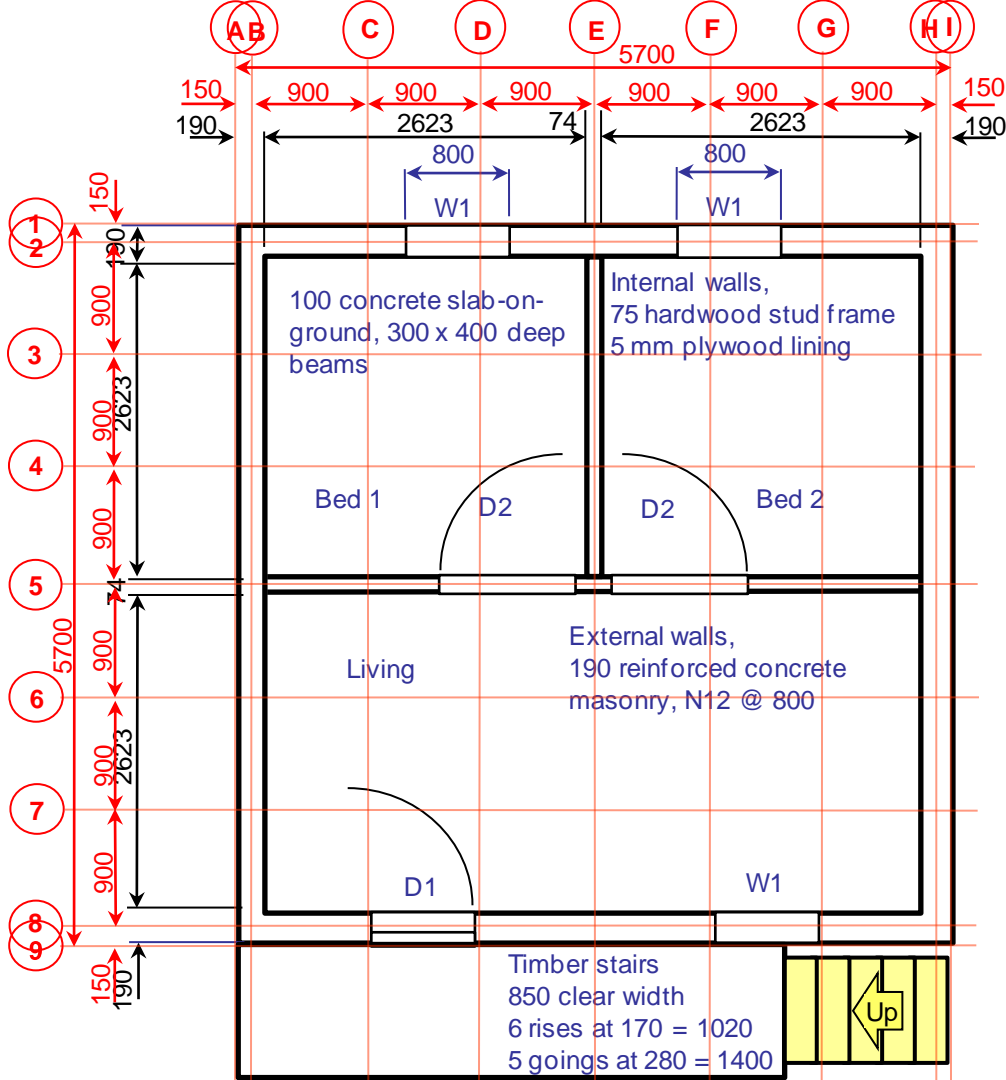 A B C D E F G H I
5700
150 900 900 900 900 900 900 150
190 2623 74 2623 190
800 800
W1 W1
150
1
2
190
900
3
2623
900
4
900
5
74
5700
900
6
900
2623
7
900
8
9
150
190
100 concrete slab-on-
ground, 300 x 400 deep
beams
Internal walls,
75 hardwood stud frame
5 mm plywood lining
Bed 1
D2
D2
Bed 2
Living
External walls,
190 reinforced concrete
masonry, N12 @ 800
D1
W1
Timber stairs
850 clear width
6 rises at 170 = 1020
5 goings at 280 = 1400
Up